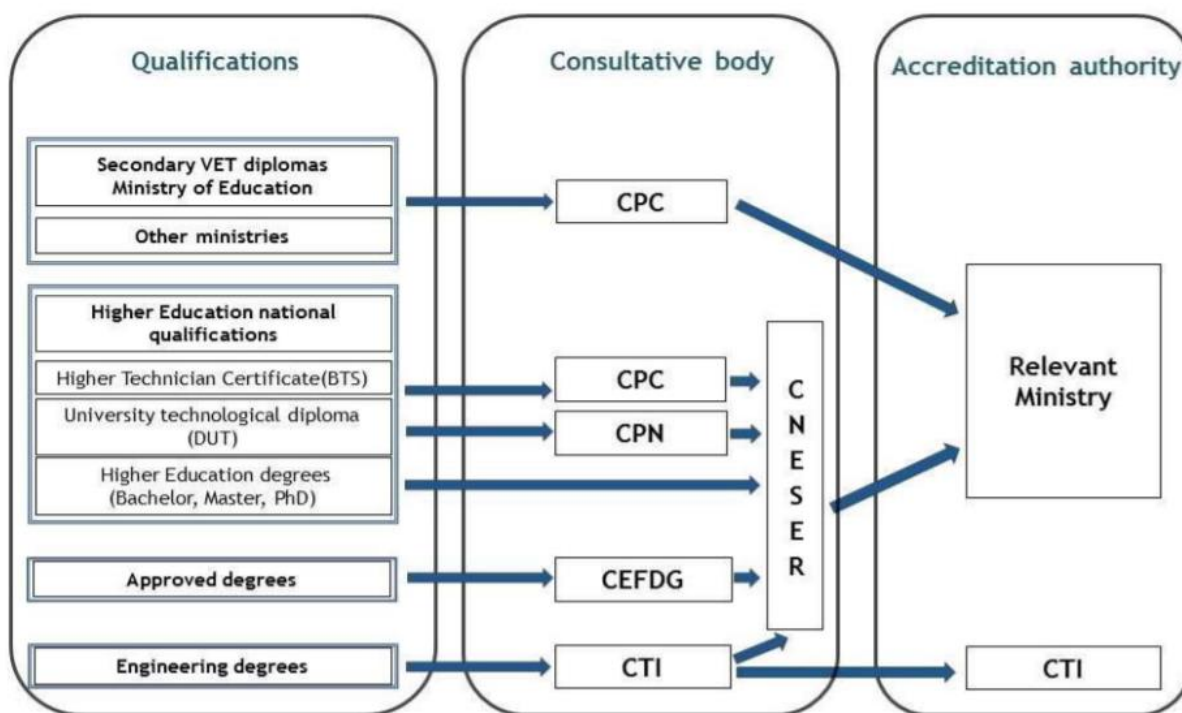 Qualifications
Consultative body
Accreditation authority
Secondary VET diplomas
Ministry of Education
Other ministries
CPC
Higher Education national
qualifications
Higher Technician Certificate(BTS)
University technological diploma
(DUT)
Higher Education degrees
(Bachelor, Master, PhD)
CPC
CPN
CNESER
Relevant
Ministry
Approved degrees
CEFDG
Engineering degrees
CTI
CTI